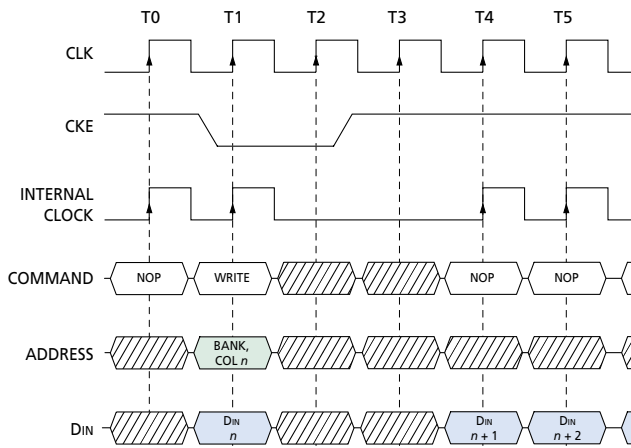 T0 T1 T2 T3 T4 T5
CLK
CKE
INTERNAL
CLOCK
COMMAND NOP WRITE NOP NOP
ADDRESS BANK,
COL n
DIN DIN
n DIN
n + 1 DIN
n + 2